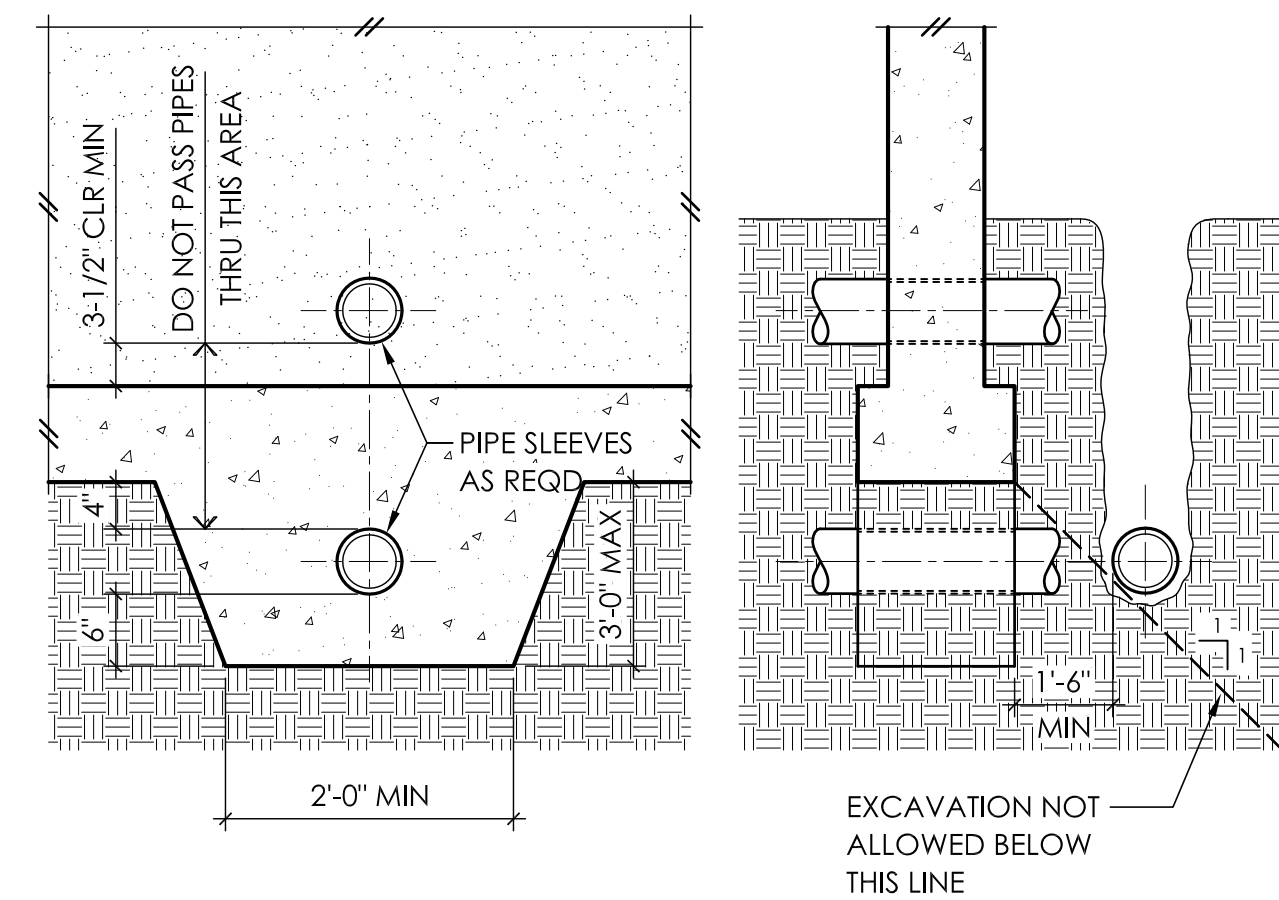 3-1/2" CLR MIN
DO NOT PASS PIPES
THRU THIS AREA
PIPE SLEEVES
AS REQD
4"
6"
3'-0" MAX
2'-0" MIN
1
1
1'-6"
MIN
EXCAVATION NOT
ALLOWED BELOW
THIS LINE